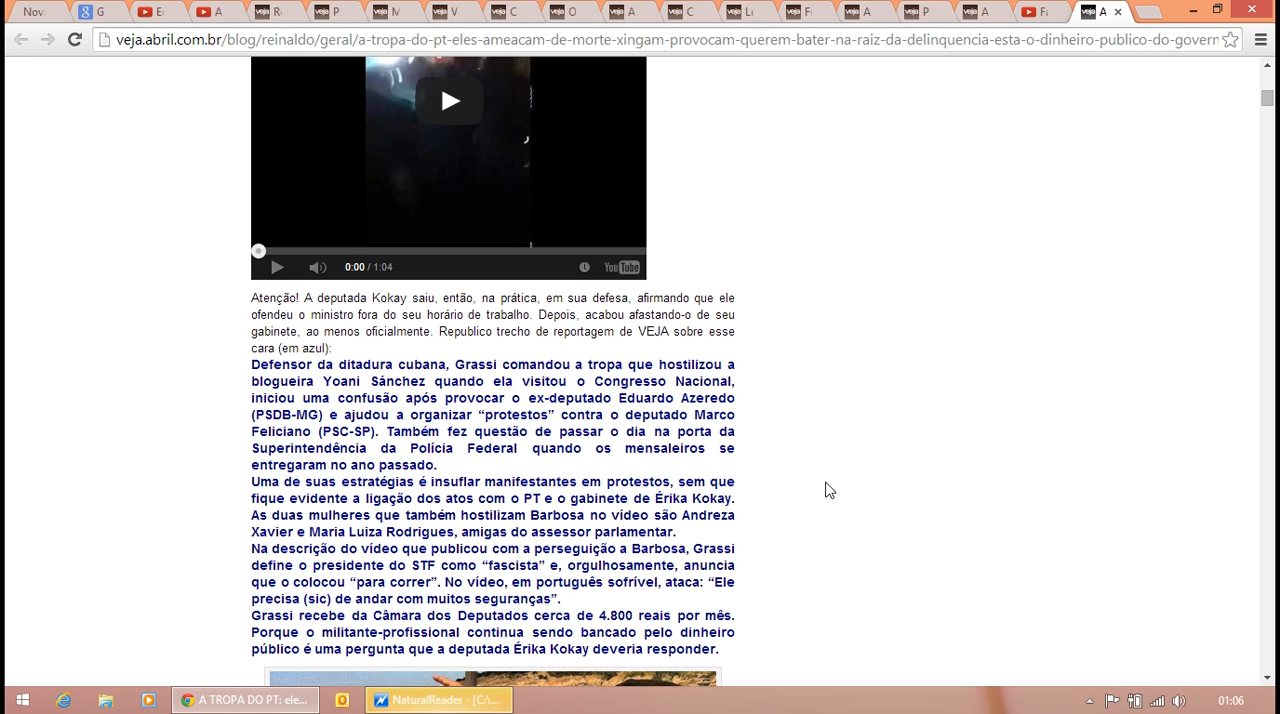 Nov
G
E
A
R
P
M
V
C
O
A
C
Lu
F
A
P
A
Fa
A
veja.abril.com.br/blog/reinaldo/geral/a-tropa-do-pt-eles-ameacam-de-morte-xingam-provocam-querem-bater-na-raiz-da-delinquencia-esta-o-dinheiro-publico-do-govern
0:00 / 1:04
YouTube
Atenção! A deputada Kokay saiu, então, na prática, em sua defesa, afirmando que ele
ofendeu o ministro fora do seu horário de trabalho. Depois, acabou afastando-o de seu
gabinete, ao menos oficialmente. Republico trecho de reportagem de VEJA sobre esse
cara (em azul):
Defensor da ditadura cubana, Grassi comandou a tropa que hostilizou a
blogueira Yoani Sánchez quando ela visitou o Congresso Nacional,
iniciou uma confusão após provocar o ex-deputado Eduardo Azeredo
(PSDB-MG) e ajudou a organizar “protestos” contra o deputado Marco
Feliciano (PSC-SP). Também fez questão de passar o dia na porta da
Superintendência da Polícia Federal quando os mensaleiros se
entregaram no ano passado.
Uma de suas estratégias é insuflar manifestantes em protestos, sem que
fique evidente a ligação dos atos com o PT e o gabinete de Érika Kokay.
As duas mulheres que também hostilizam Barbosa no vídeo são Andreza
Xavier e Maria Luiza Rodrigues, amigas do assessor parlamentar.
Na descrição do vídeo que publicou com a perseguição a Barbosa, Grassi
define o presidente do STF como “fascista” e, orgulhosamente, anuncia
que o colocou “para correr”. No vídeo, em português sofrível, ataca: “Ele
precisa (sic) de andar com muitos seguranças”.
Grassi recebe da Câmara dos Deputados cerca de 4.800 reais por mês.
Porque o militante-profissional continua sendo bancado pelo dinheiro
público é uma pergunta que a deputada Érika Kokay deveria responder.
A TROPA DO PT: ele...
NaturalReader - [C:\...
01:06